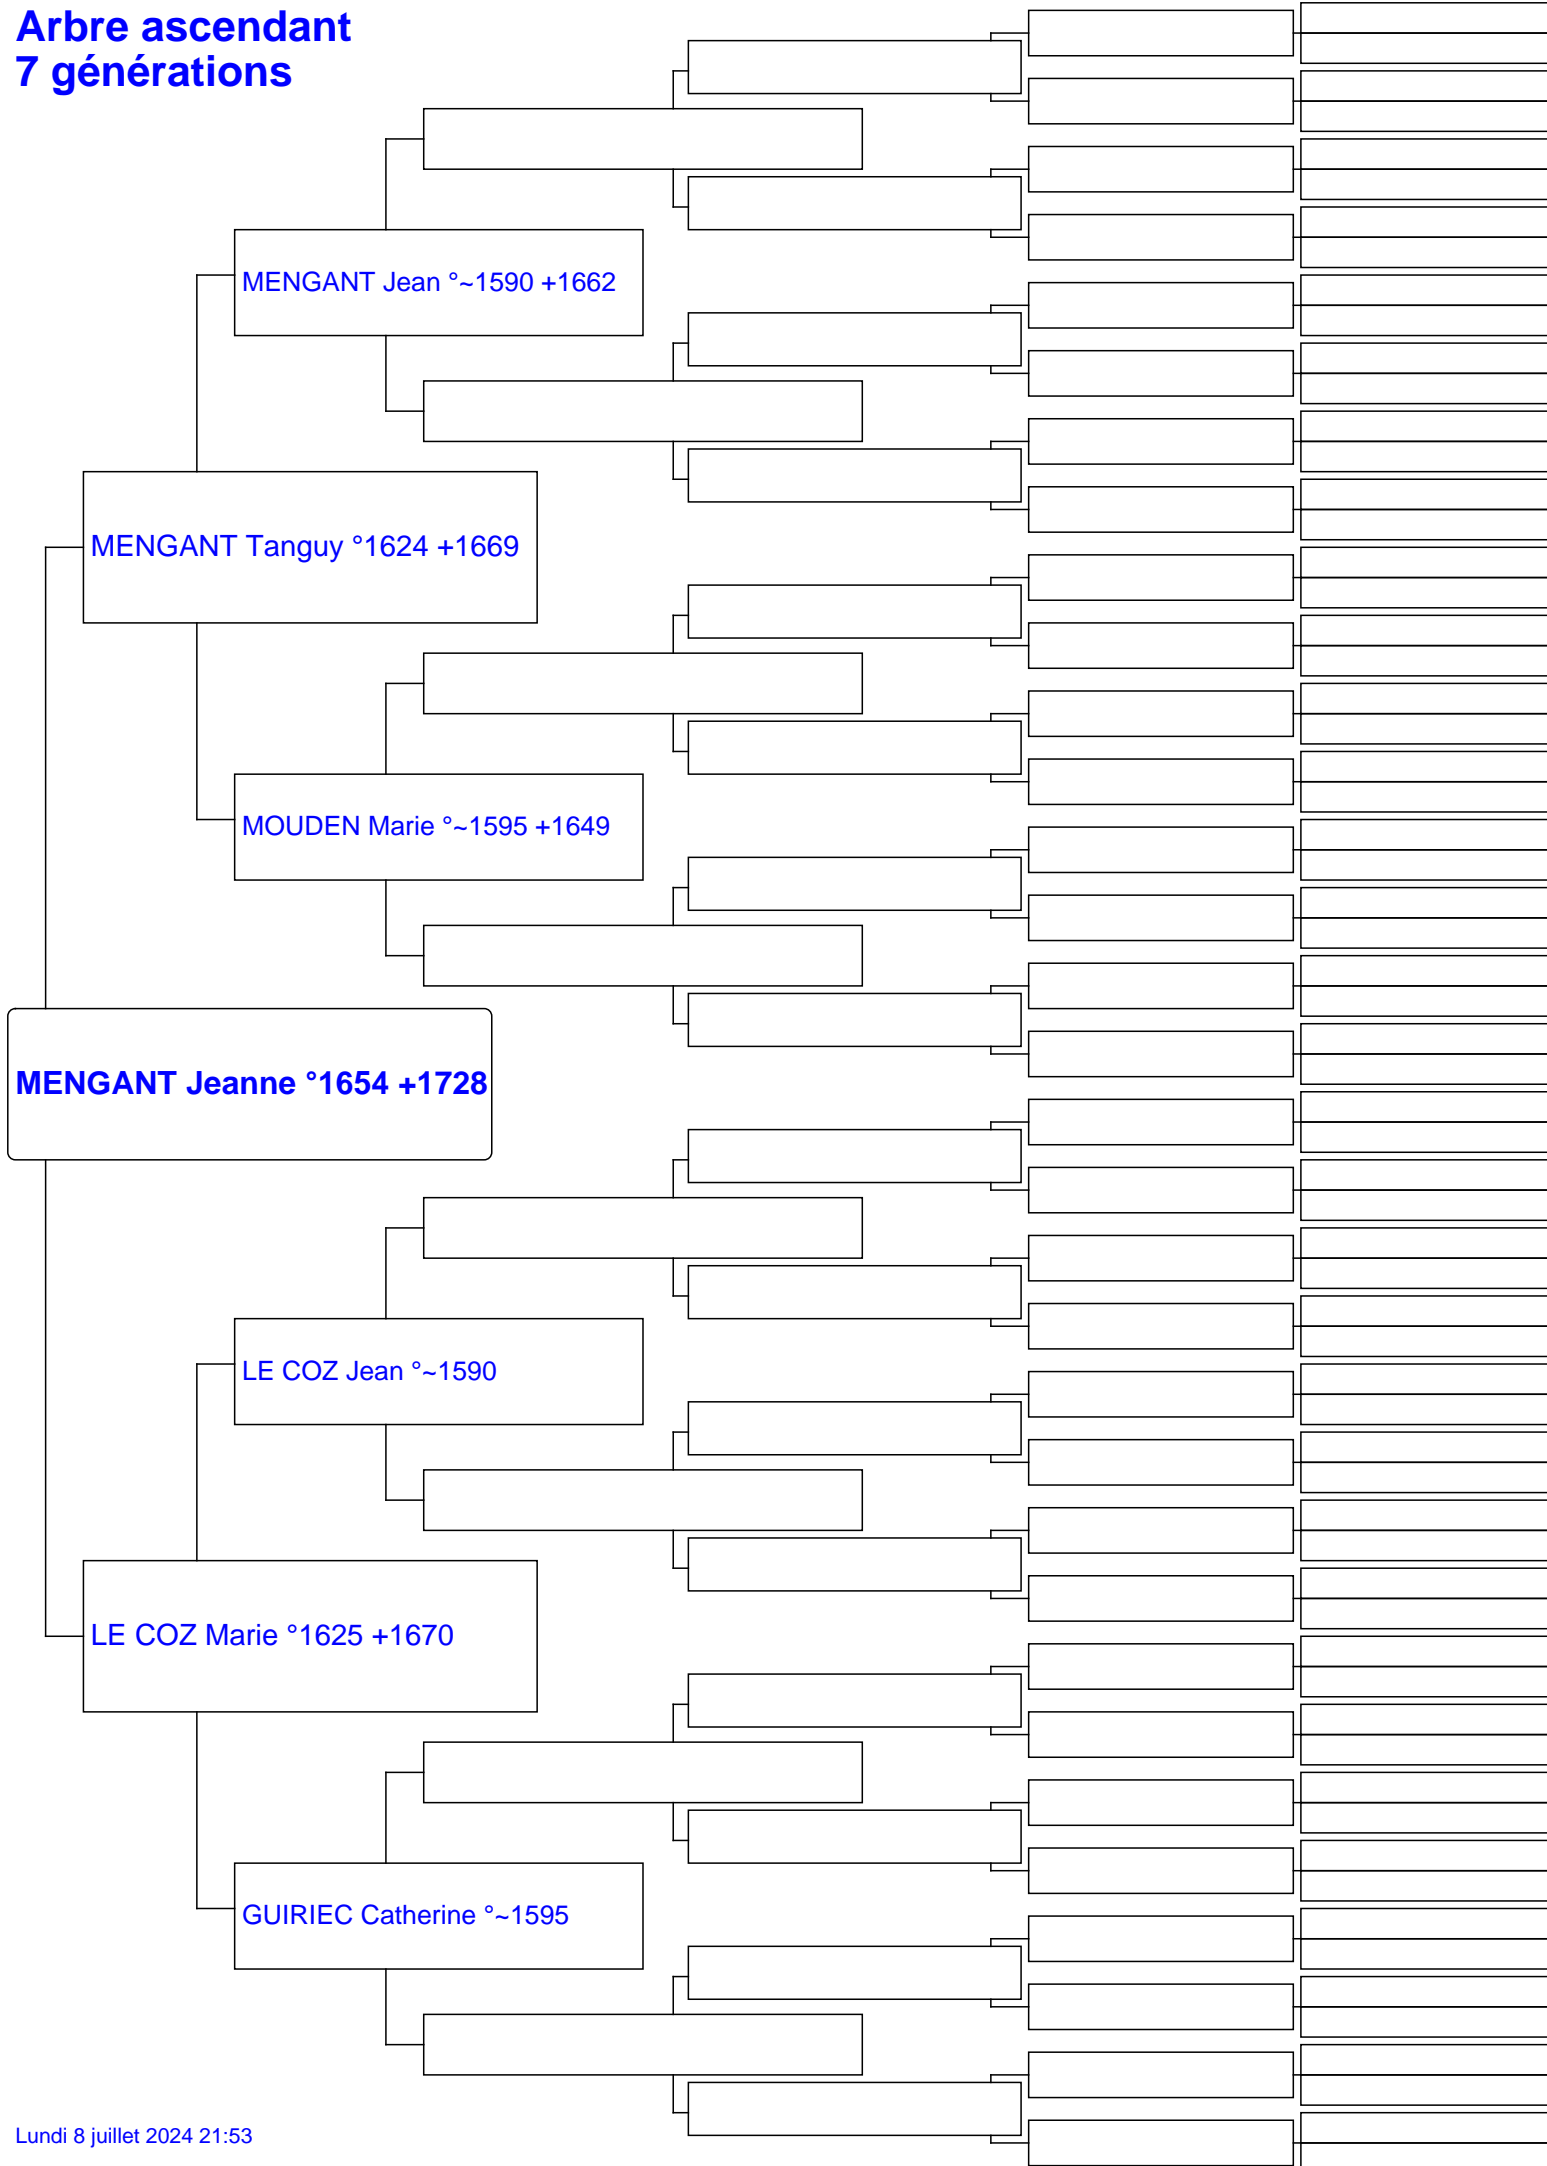 Arbre ascendant
7 générations
MENGANT Jean °~1590 +1662
MENGANT Tanguy °1624 +1669
MOUDEN Marie °~1595 +1649
MENGANT Jeanne °1654 +1728
LE COZ Jean °~1590
LE COZ Marie °1625 +1670
GUIRIEC Catherine °~1595
Lundi 8 juillet 2024 21:53